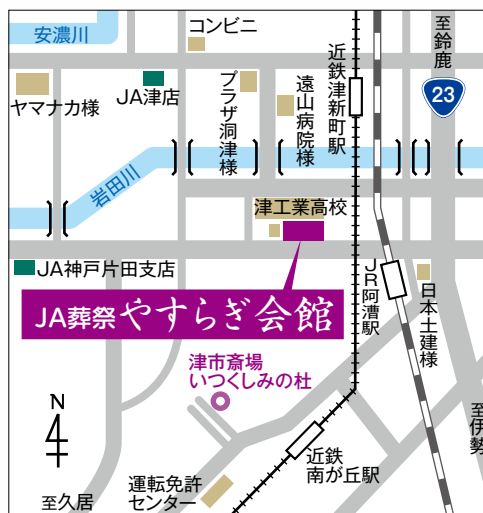 安濃川
コンビニ
至鈴鹿
23
ヤマナカ様
JA津店
プラザ洞津様
遠山病院様
近鉄津新町駅
岩田川
津工業高校
JA神戸片田支店
JA葬祭やすらぎ会館
JR阿漕駅
日本土建様
津市斎場
いつくしみの杜
N
至伊勢
近鉄
南が丘駅
運転免許
センター
至久居